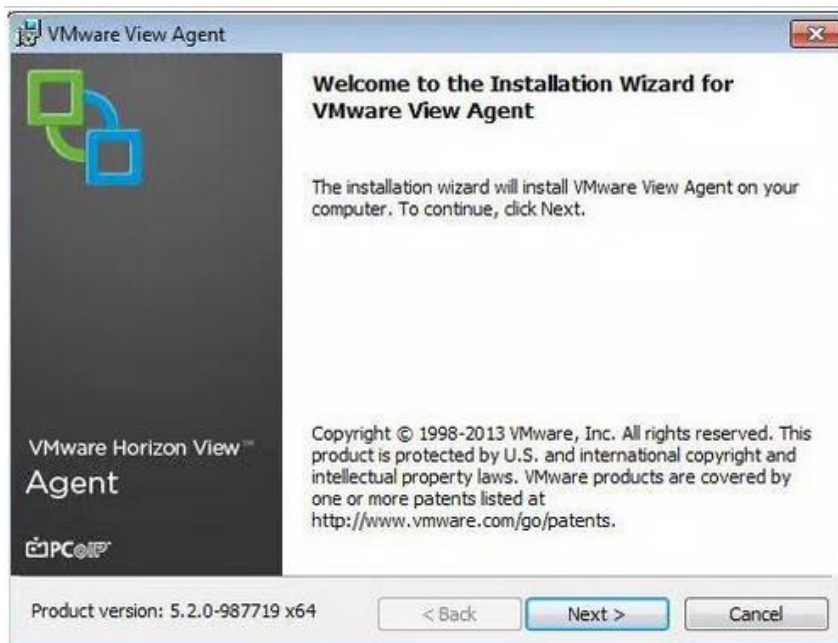 VMware View Agent
Welcome to the Installation Wizard for
VMware View Agent
The installation wizard will install VMware View Agent on your
computer. To continue, click Next.
Copyright © 1998-2013 VMware, Inc. All rights reserved. This
product is protected by U.S. and international copyright and
intellectual property laws. VMware products are covered by
one or more patents listed at
http://www.vmware.com/go/patents.
VMware Horizon View™
Agent
PCoIP
Product version: 5.2.0-987719 x64
< Back
Next >
Cancel